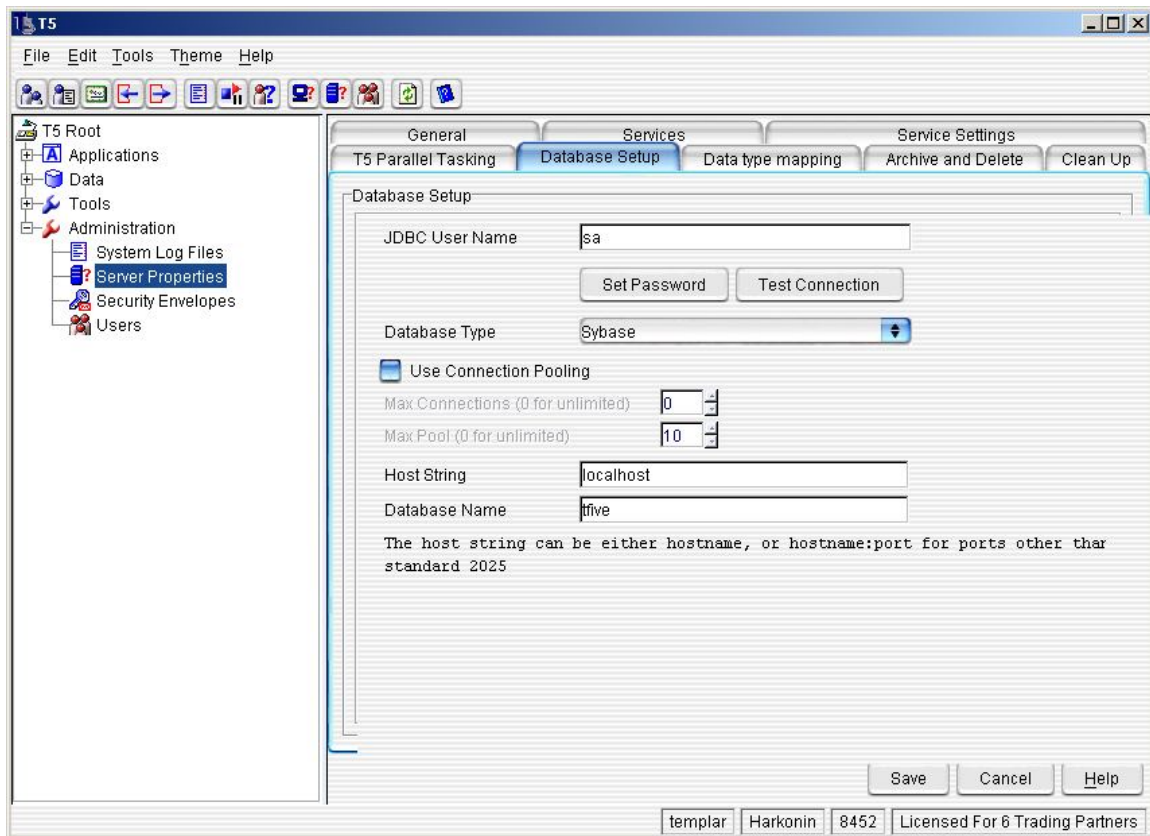 T5
File Edit Tools Theme Help
T5 Root
Applications
Data
Tools
Administration
System Log Files
Server Properties
Security Envelopes
Users
General Services Service Settings
T5 Parallel Tasking Database Setup Data type mapping Archive and Delete Clean Up
Database Setup
JDBC User Name sa
Set Password Test Connection
Database Type Sybase
Use Connection Pooling
Max Connections (0 for unlimited) 0
Max Pool (0 for unlimited) 10
Host String localhost
Database Name tfive
The host string can be either hostname, or hostname:port for ports other thar
standard 2025
Save Cancel Help
templar Harkonin 8452 Licensed For 6 Trading Partners